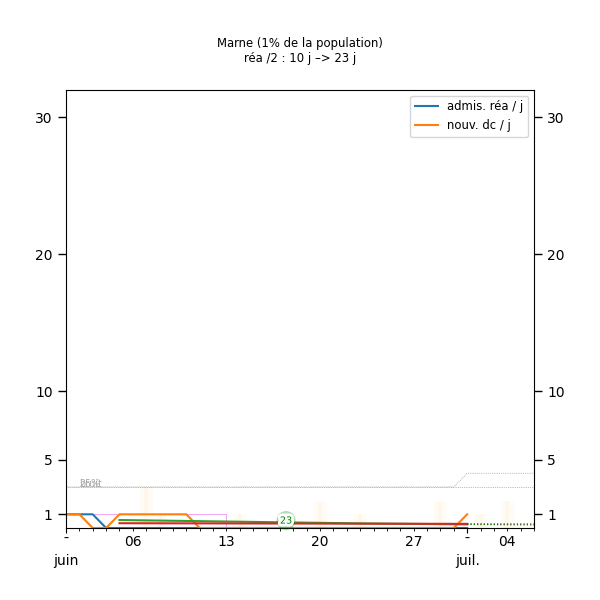 Marne (1% de la population)
réa /2 : 10 j –> 23 j
admis. réa / j
nouv. dc / j
30 30
20 20
10 10
5 5
1 1
23
- 06 13 20 27 - 04
juin juil.